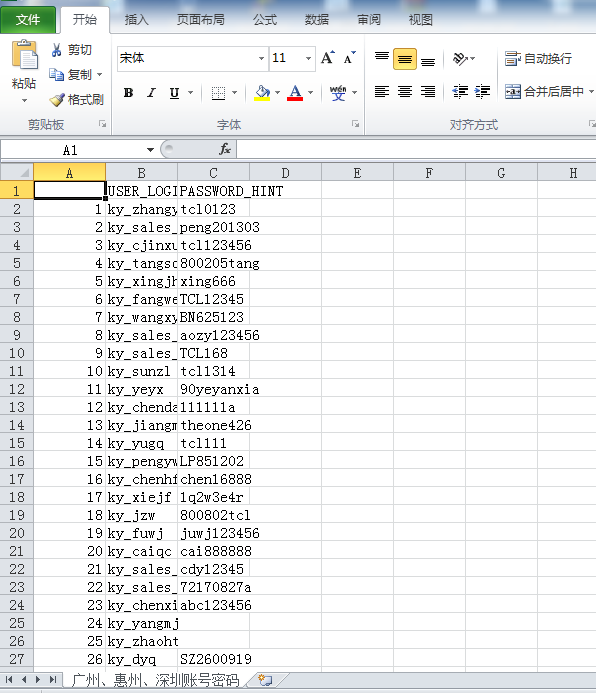 文件 开始 插入 页面布局 公式 数据 审阅 视图
剪切 宋体 11 A A 自动换行
粘贴 复制
格式刷 B I U A wén 文 合并后居中
剪贴板 字体 对齐方式
A1 fx
A B C D E F G H
1 USER_LOGI PASSWORD_HINT
2 1 ky_zhangy tcl0123
3 2 ky_sales_ peng201303
4 3 ky_cjinxu tcl123456
5 4 ky_tangso 800205tang
6 5 ky_xingjh xing666
7 6 ky_fangwe TCL12345
8 7 ky_wangxy BN625123
9 8 ky_sales_ aozy123456
10 9 ky_sales_ TCL168
11 10 ky_sunzl tcl1314
12 11 ky_yeyx 90yeyanxia
13 12 ky_chenda 111111a
14 13 ky_jiangm theone426
15 14 ky_yugq tcl111
16 15 ky_pengyw LP851202
17 16 ky_chenhf chen16888
18 17 ky_xiejf 1q2w3e4r
19 18 ky_jzw 800802tcl
20 19 ky_fuwj juwj123456
21 20 ky_caiqc cai888888
22 21 ky_sales_ cdy12345
23 22 ky_sales_ 72170827a
24 23 ky_chenxi abc123456
25 24 ky_yangmj
26 25 ky_zhaoht
27 26 ky_dyq SZ2600919
广州、惠州、深圳账号密码